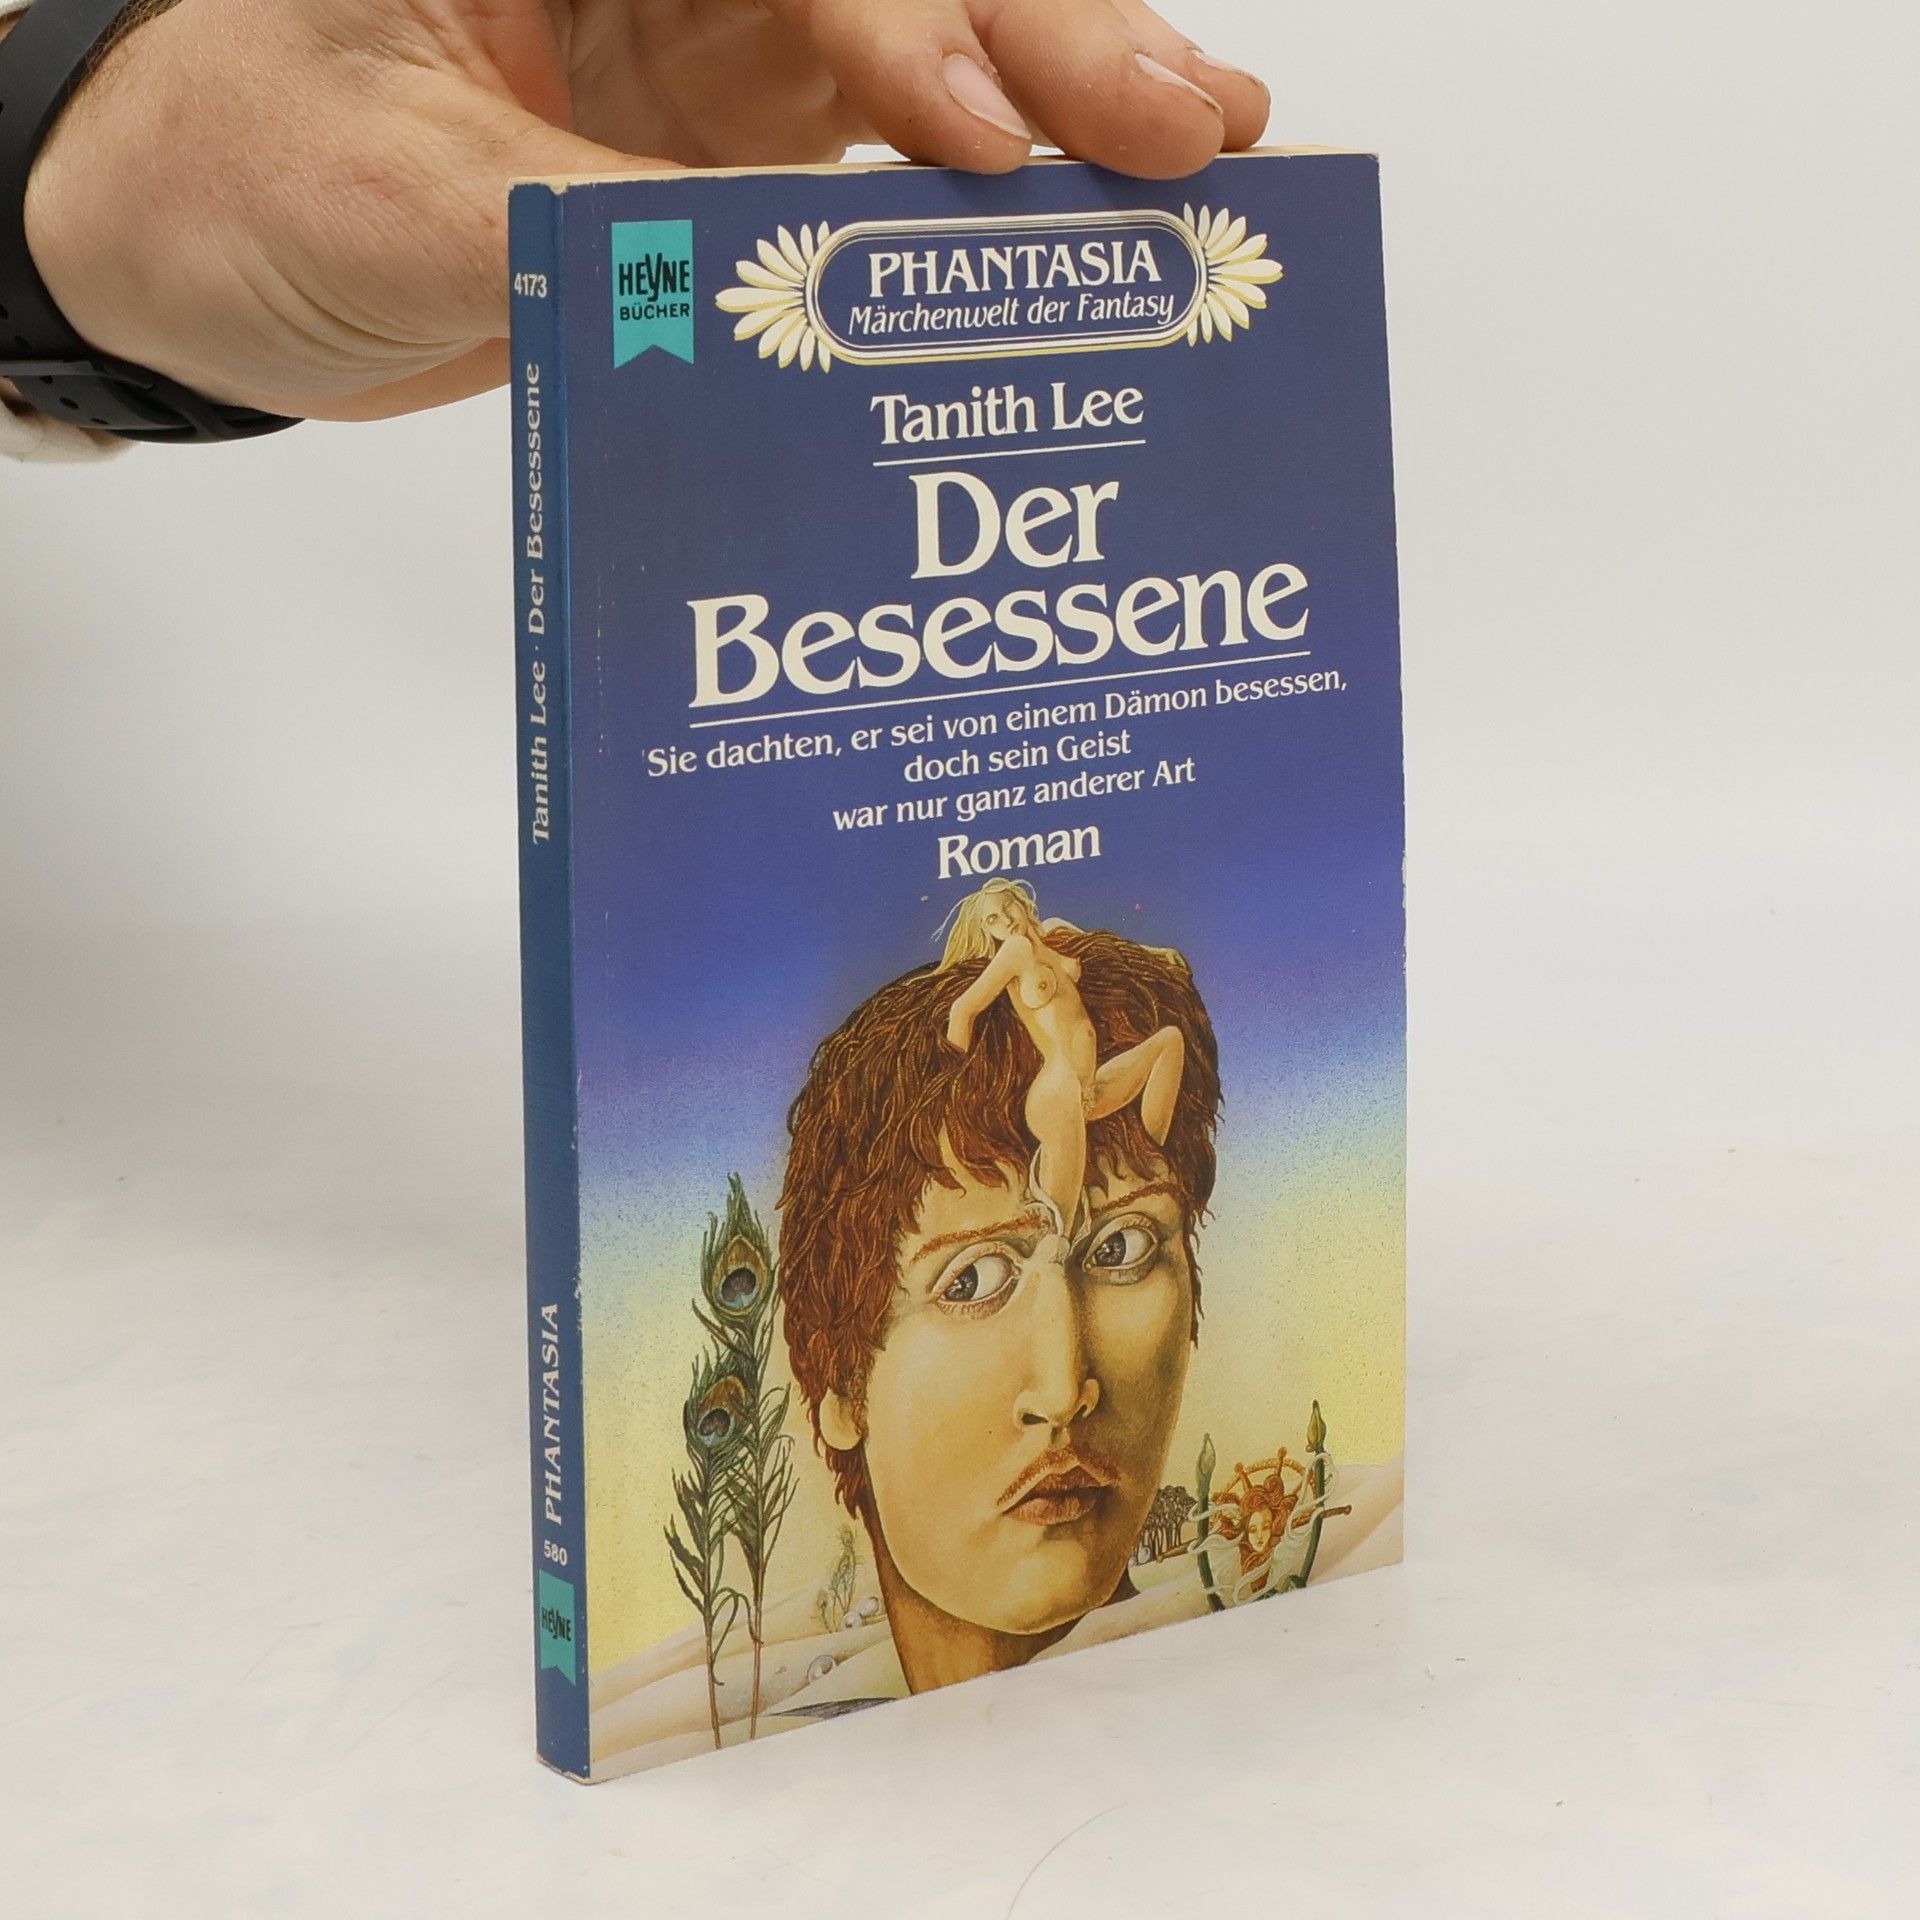 HEYNE
BÜCHER
PHANTASIA
Märchenwelt der Fantasy
Tanith Lee
Der
Besessene
Sie dachten, er sei von einem Dämon besessen,
doch sein Geist
war nur ganz anderer Art
Roman
4173
Tanith Lee · Der Besessene
PHANTASIA
580
HEYNE